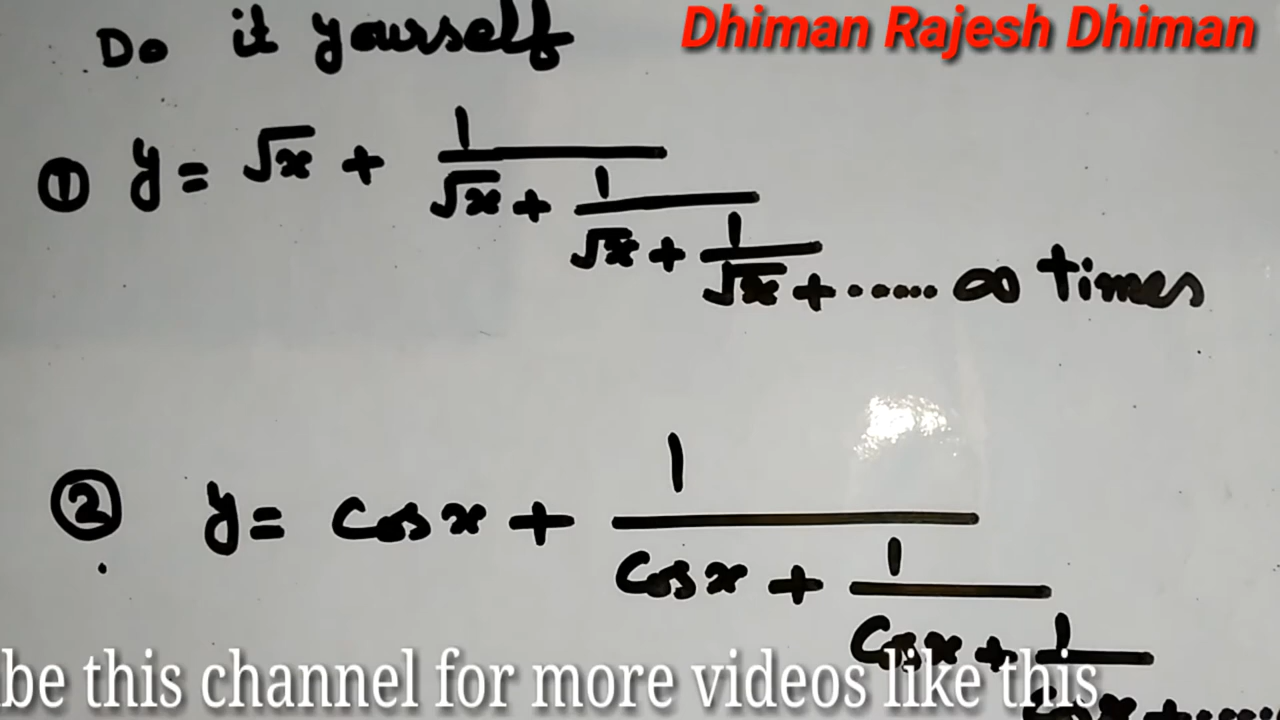 Do it yourself
Dhiman Rajesh Dhiman
① y = √x + 1
√x + 1
√x + 1
√x + ...... ∞ times
② y = Cos x + 1
Cos x + 1
Cos x + 1
be this channel for more videos like this
Cos x + ......